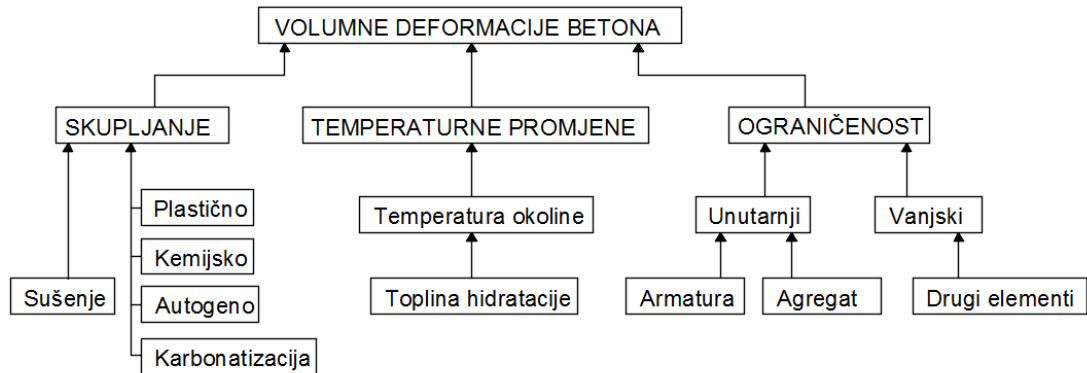 VOLUMNE DEFORMACIJE BETONA
SKUPLJANJE
TEMPERATURNE PROMJENE
OGRANIČENOST
Plastično
Temperatura okoline
Unutarnji
Vanjski
Kemijsko
Sušenje
Autogeno
Toplina hidratacije
Armatura
Agregat
Drugi elementi
Karbonatizacija